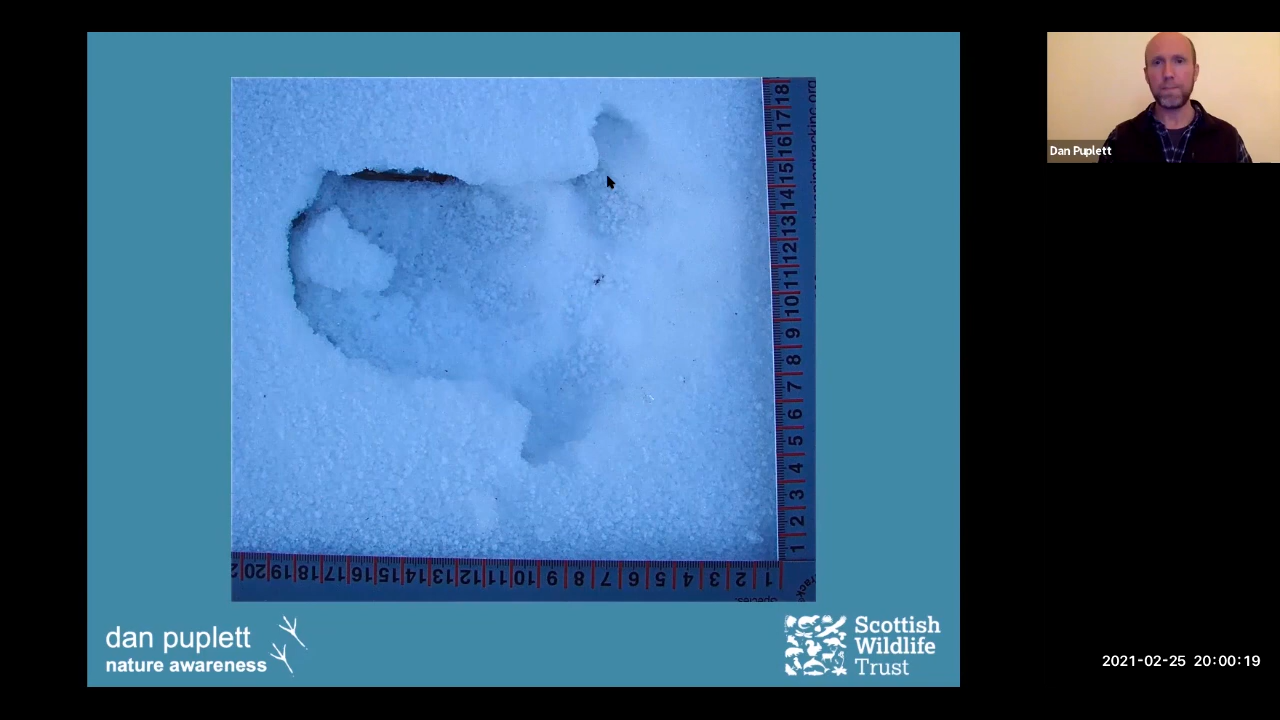 Dan Puplett
18
17
16
15
14
13
12
11
10
9
8
7
6
5
4
3
2
1
20 19 18 17 16 15 14 13 12 11 10 9 8 7 6 5 4 3 2 1
species:
dan puplett
nature awareness
Scottish
Wildlife
Trust
2021-02-25 20:00:19